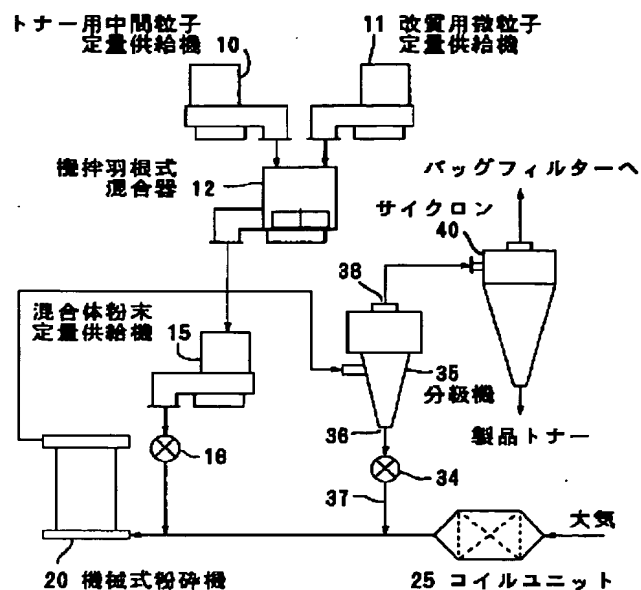 トナー用中間粒子
定量供給機 10
11 改質用微粒子
定量供給機
攪拌羽根式
混合器 12
バッグフィルターへ
サイクロン
40
38
混合体粉末
定量供給機 15
35
分級機
36
製品トナー
16
34
37
大気
20 機械式粉砕機
25 コイルユニット